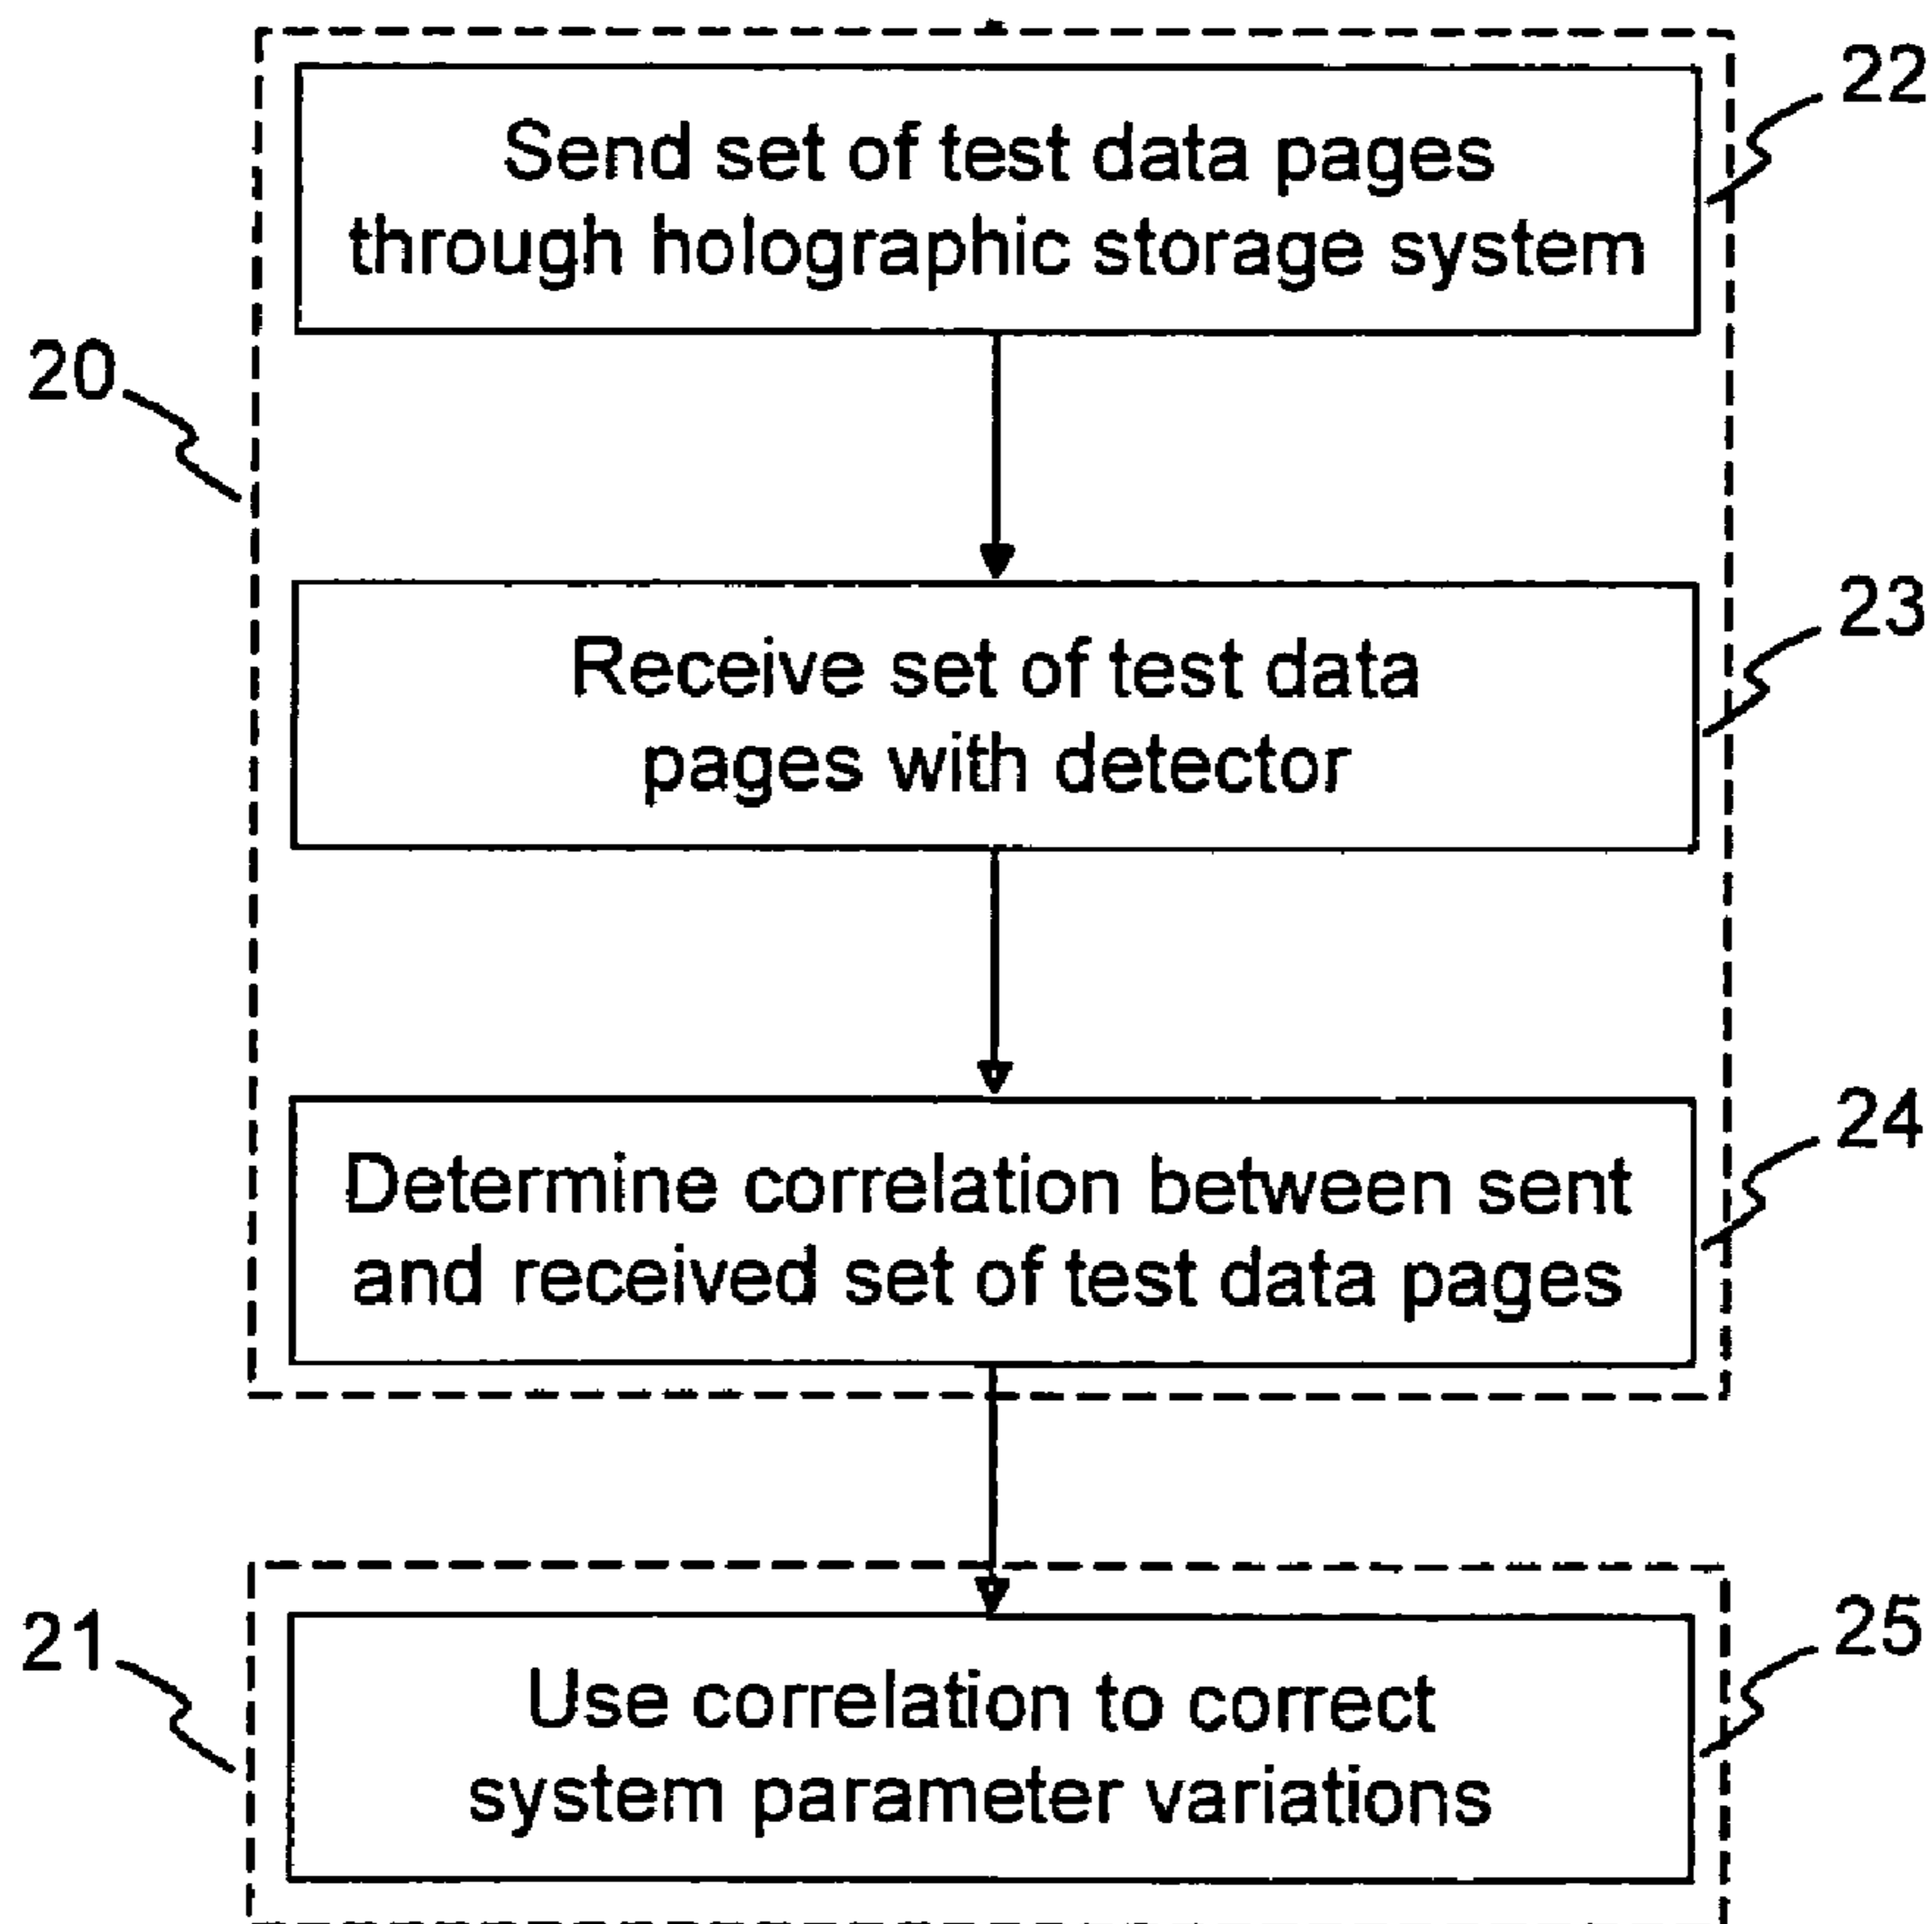 22
Send set of test data pages
through holographic storage system
20
23
Receive set of test data
pages with detector
24
Determine correlation between sent
and received set of test data pages
21
25
Use correlation to correct
system parameter variations